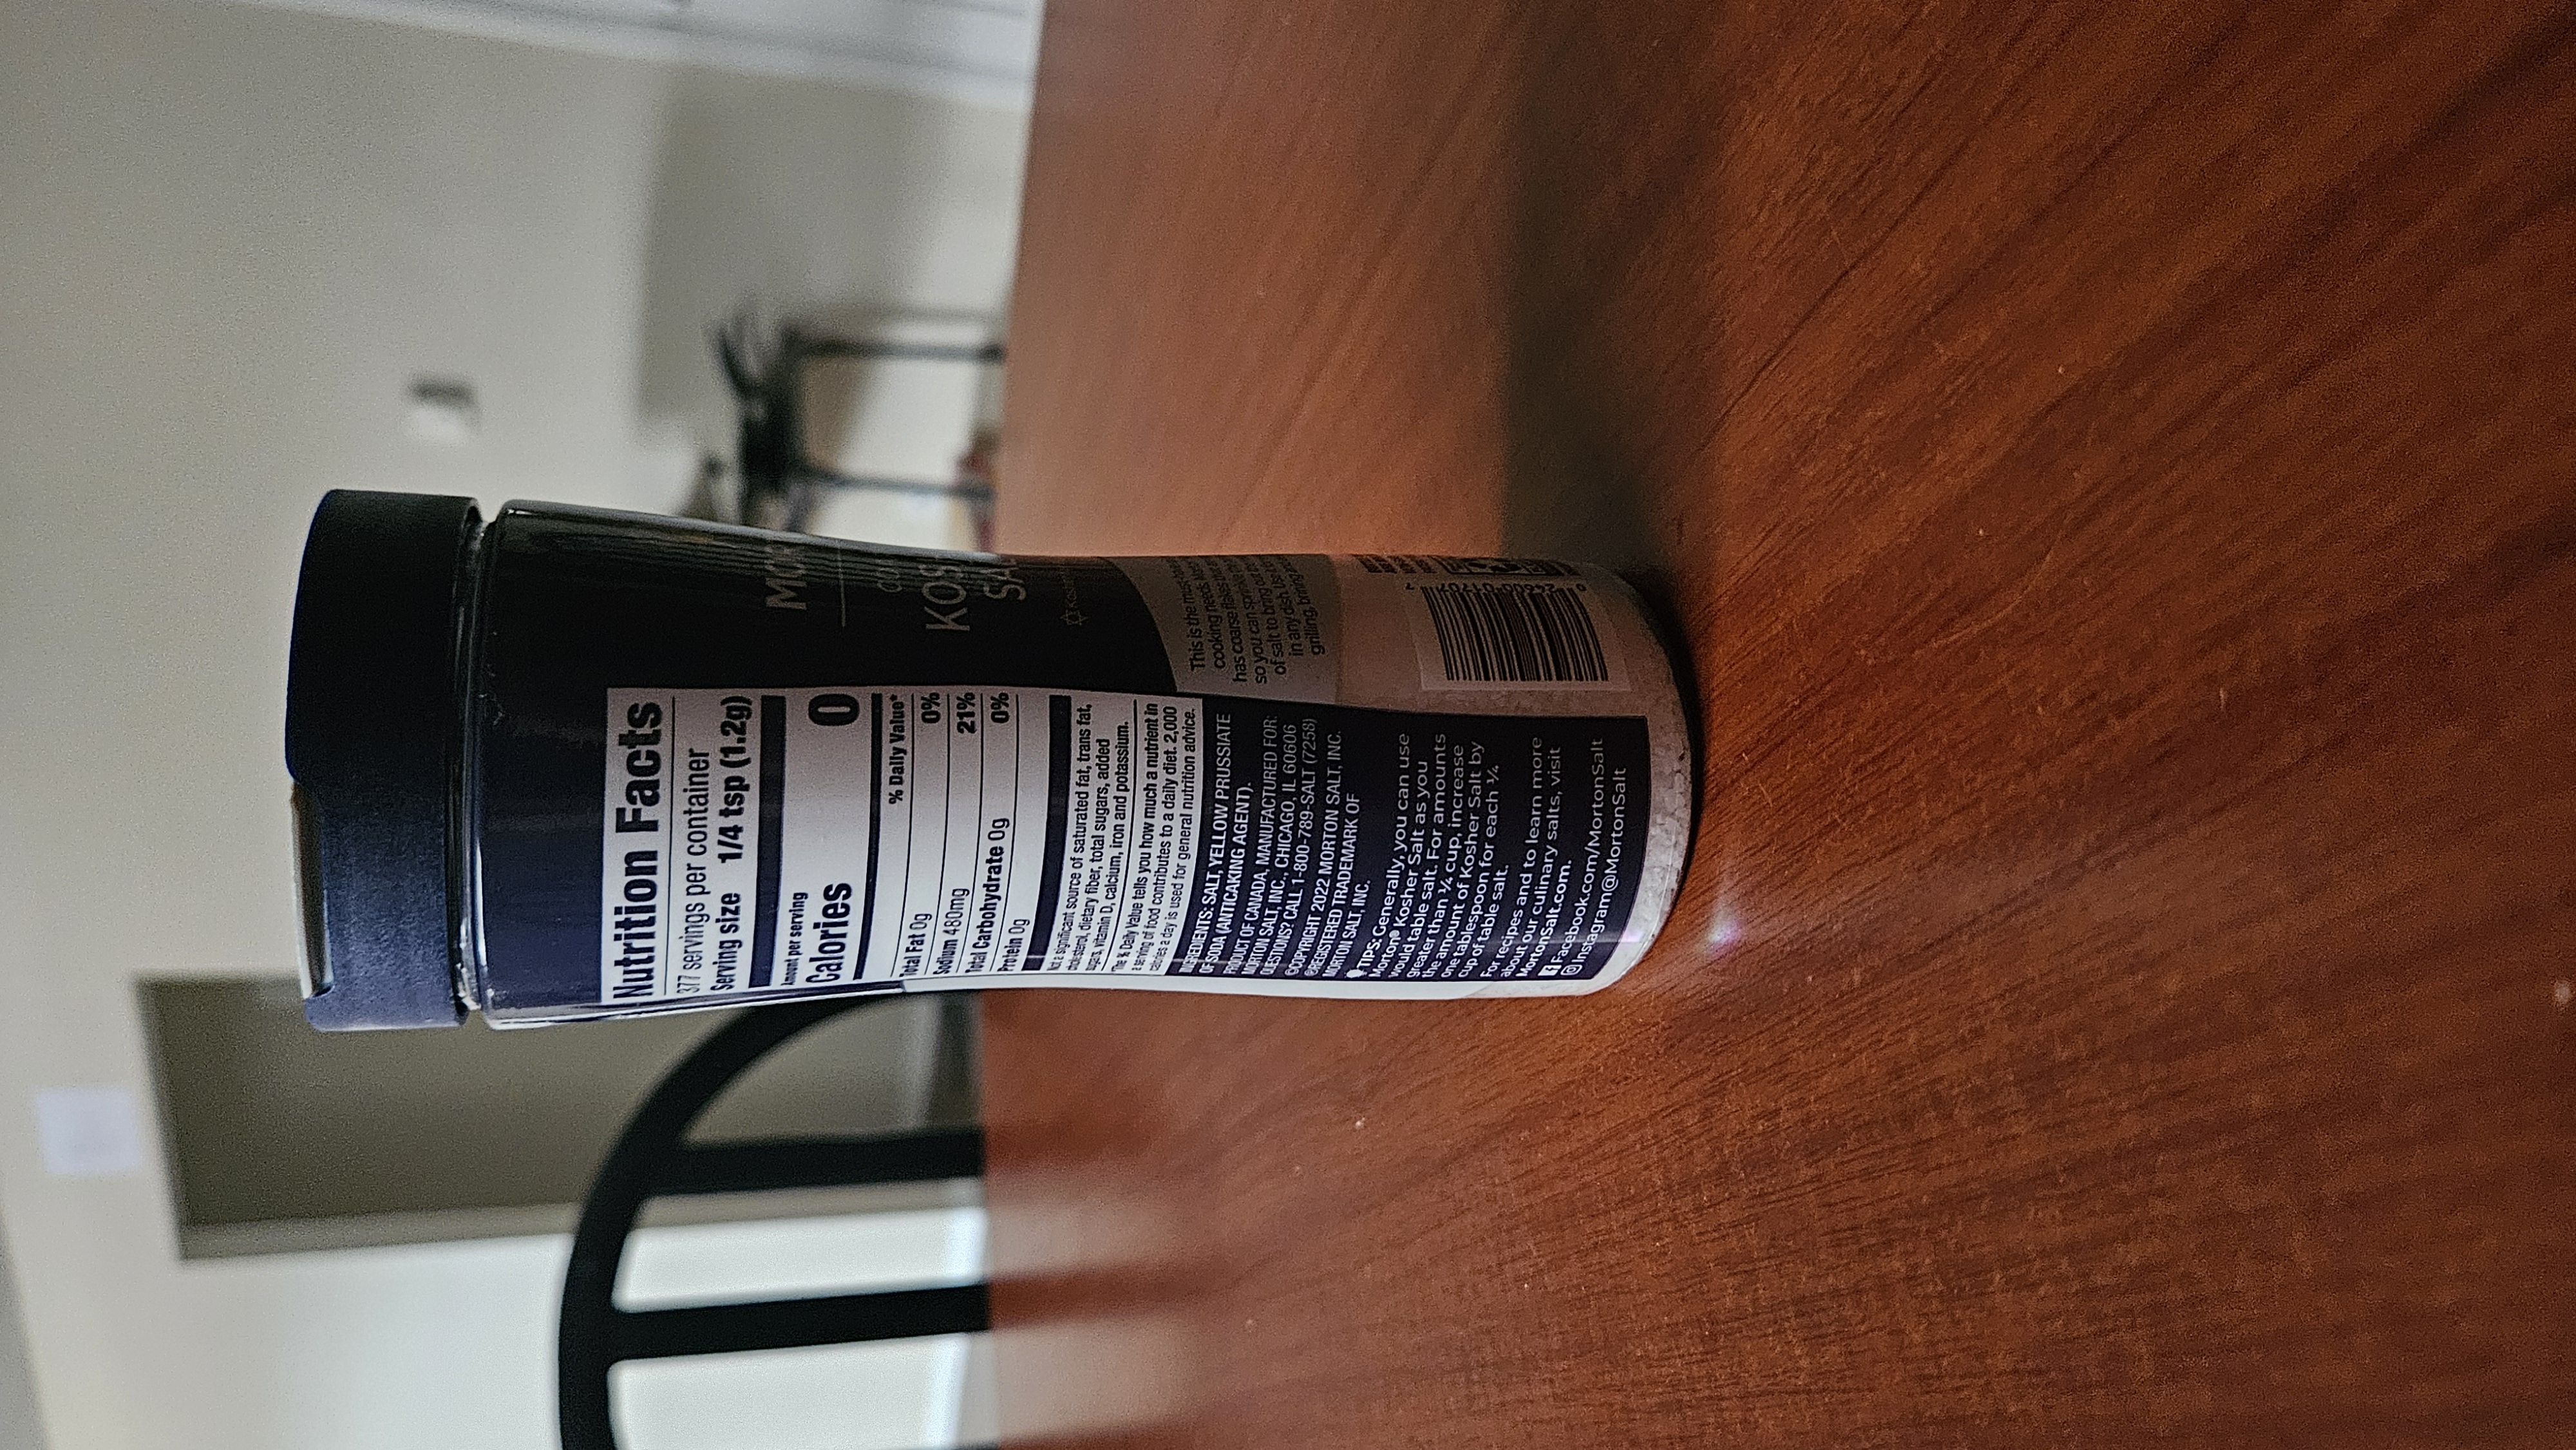 Nutrition Facts
377 servings per container
Serving size 1/4 tsp (1.2g)
Amount per serving
Calories 0
% Daily Value*
Total Fat 0g 0%
Sodium 480mg 21%
Total Carbohydrate 0g 0%
Protein 0g
Not a significant source of saturated fat, trans fat,
cholesterol, dietary fiber, total sugars, added
sugars, vitamin D, calcium, iron and potassium.
*The % Daily Value tells you how much a nutrient in
a serving of food contributes to a daily diet. 2,000
calories a day is used for general nutrition advice.
INGREDIENTS: SALT, YELLOW PRUSSIATE
OF SODA (ANTICAKING AGENT).
PRODUCT OF CANADA, MANUFACTURED FOR:
MORTON SALT, INC., CHICAGO, IL 60606
QUESTIONS? CALL 1-800-789-SALT (7258)
©COPYRIGHT 2022 MORTON SALT, INC.
®REGISTERED TRADEMARK OF
MORTON SALT, INC.
TIPS: Generally, you can use
Morton® Kosher Salt as you
would table salt. For amounts
greater than ¼ cup, increase
the amount of Kosher Salt by
one tablespoon for each ¼
cup of table salt.
For recipes and to learn more
about our culinary salts, visit
MortonSalt.com.
Facebook.com/MortonSalt
Instagram@MortonSalt
MOR
KOS
SA
This is the must-have
cooking needs.
has coarse flakes
so you can sprinkle
of salt to bring out
in any dish. Use
grilling, brining